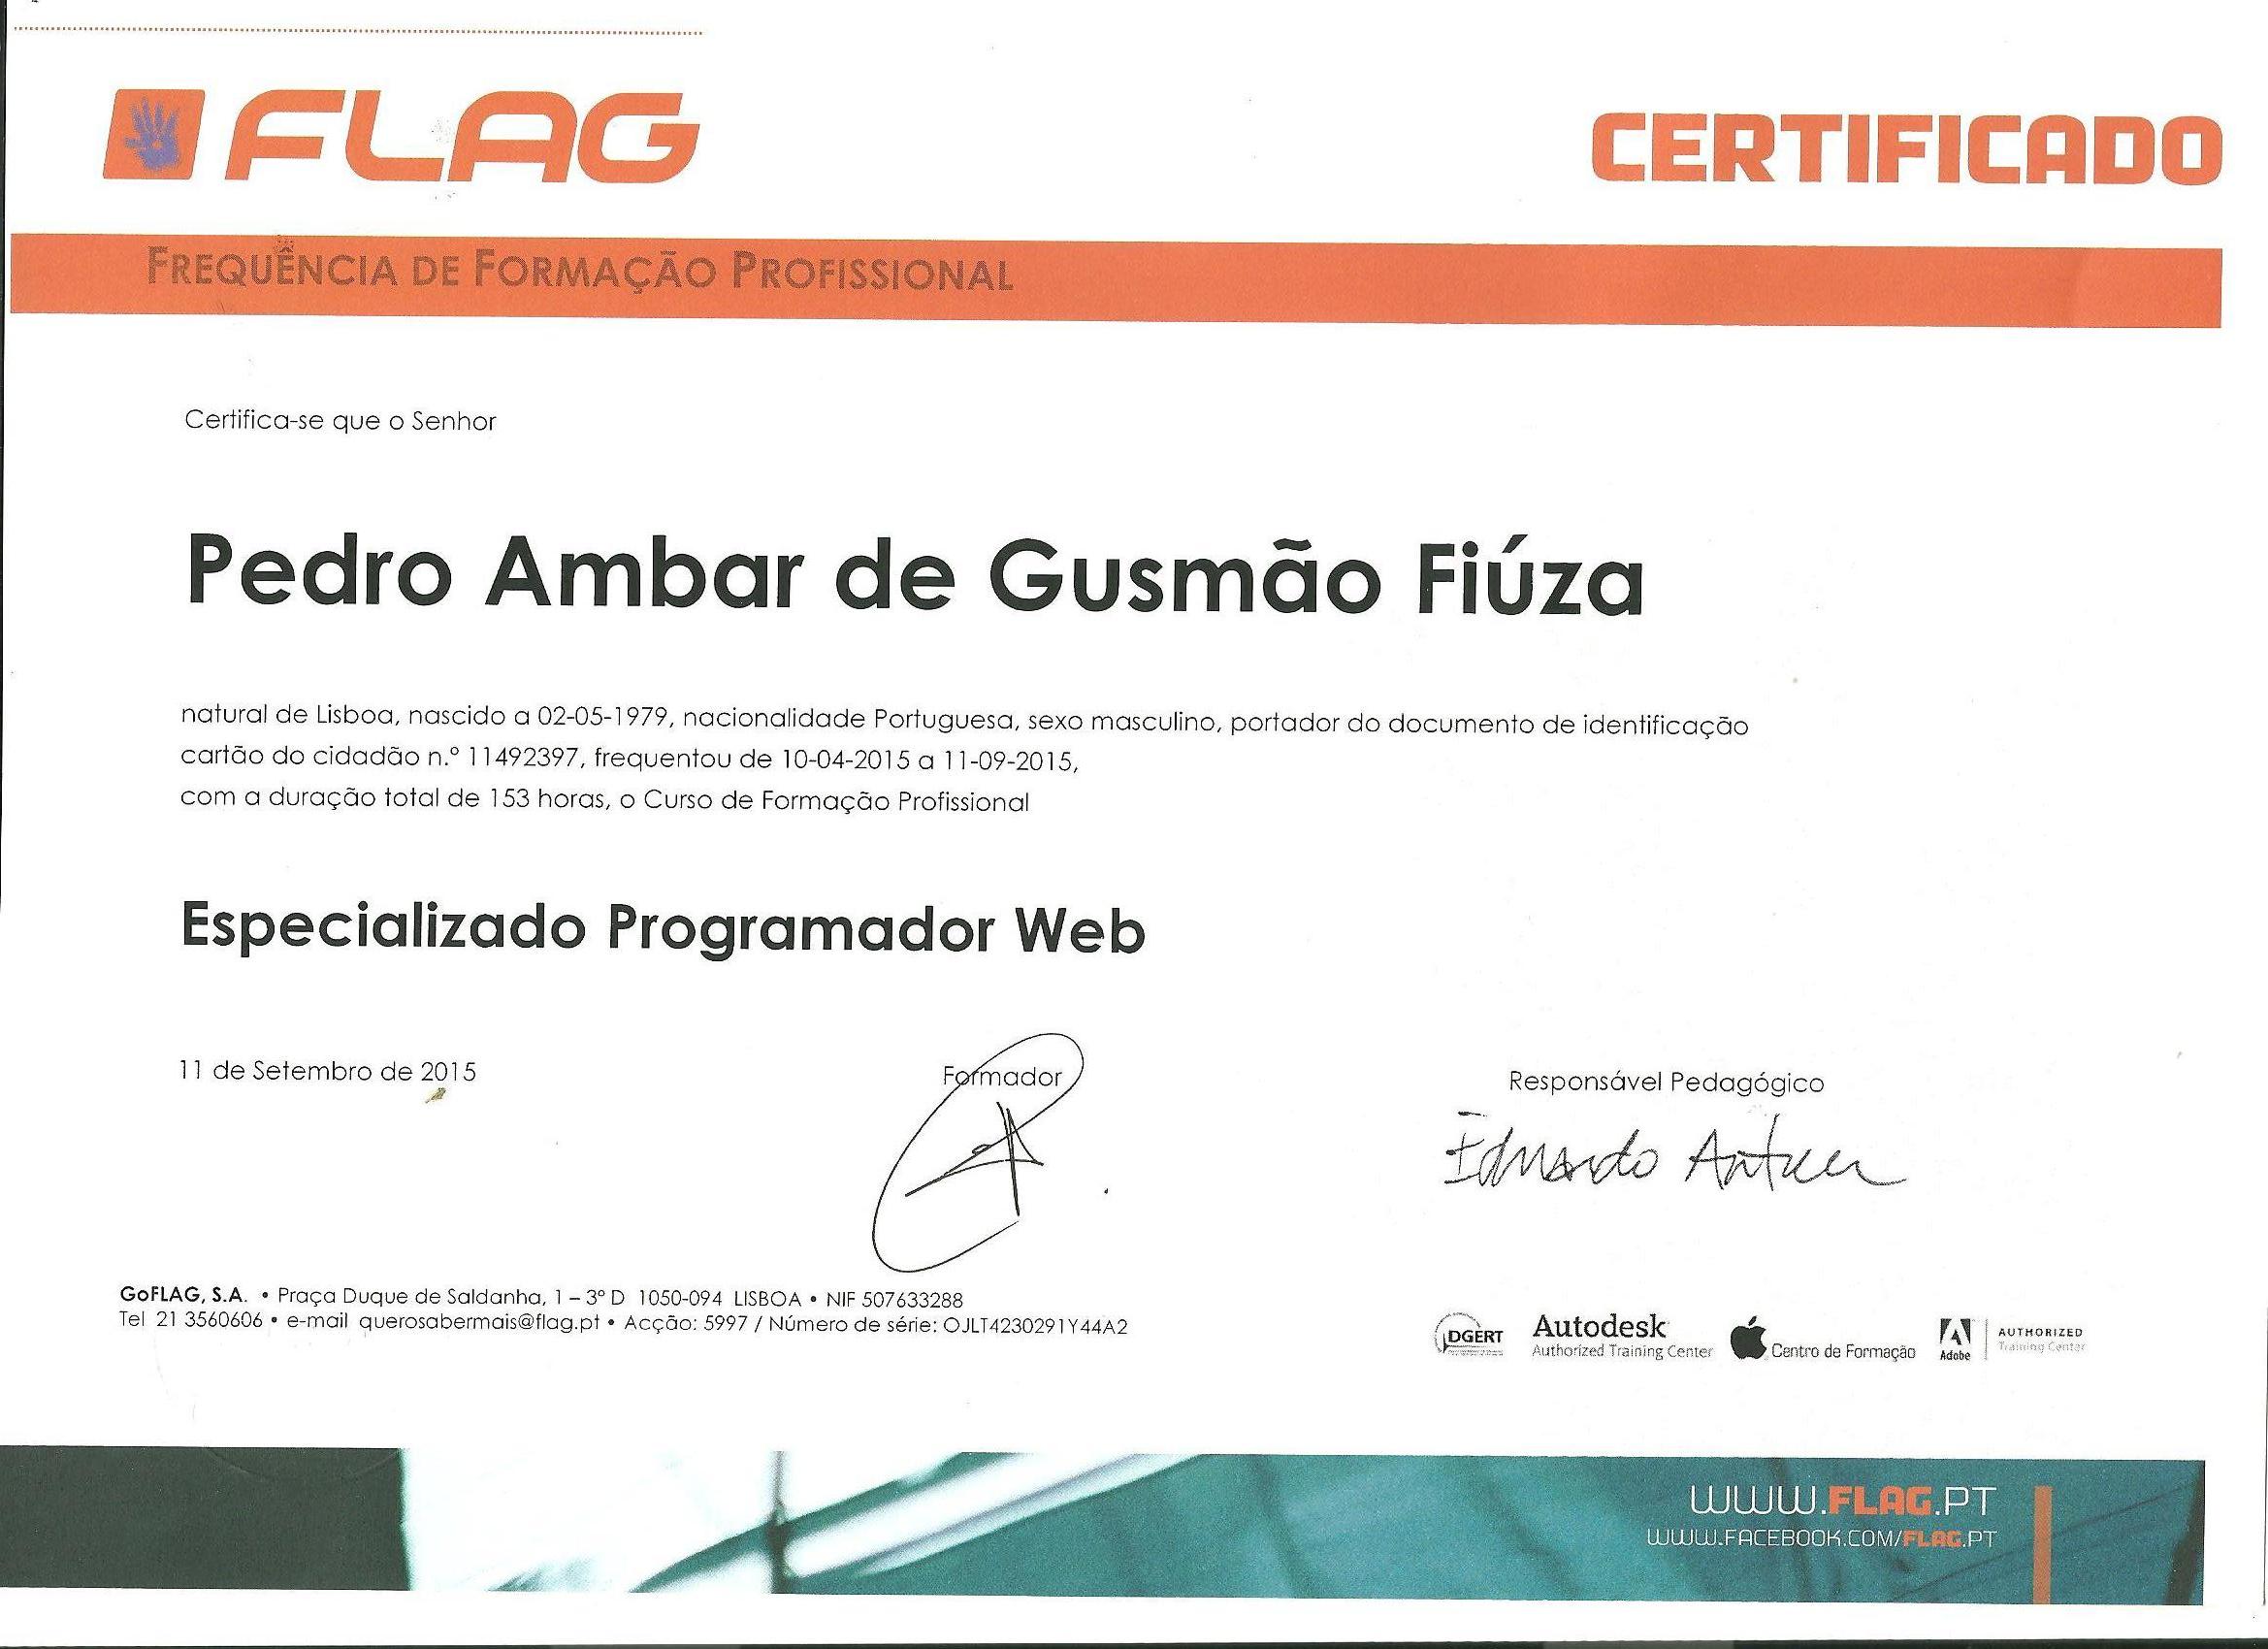 FLAG
CERTIFICADO
FREQUÊNCIA DE FORMAÇÃO PROFISSIONAL
Certifica-se que o Senhor
Pedro Ambar de Gusmão Fiúza
natural de Lisboa, nascido a 02-05-1979, nacionalidade Portuguesa, sexo masculino, portador do documento de identificação
cartão do cidadão n.º 11492397, frequentou de 10-04-2015 a 11-09-2015,
com a duração total de 153 horas, o Curso de Formação Profissional
Especializado Programador Web
11 de Setembro de 2015
Formador
Responsável Pedagógico
Eduardo
GoFLAG, S.A. • Praça Duque de Saldanha, 1 – 3º D 1050-094 LISBOA • NIF 507633288
Tel 21 3560606 • e-mail querosabermais@flag.pt • Acção: 5997 / Número de série: OJLT4230291Y44A2
DGERT
Autodesk
Authorized Training Center
Centro de Formação
Adobe
AUTHORIZED
Training Center
WWW.FLAG.PT
WWW.FACEBOOK.COM/FLAG.PT